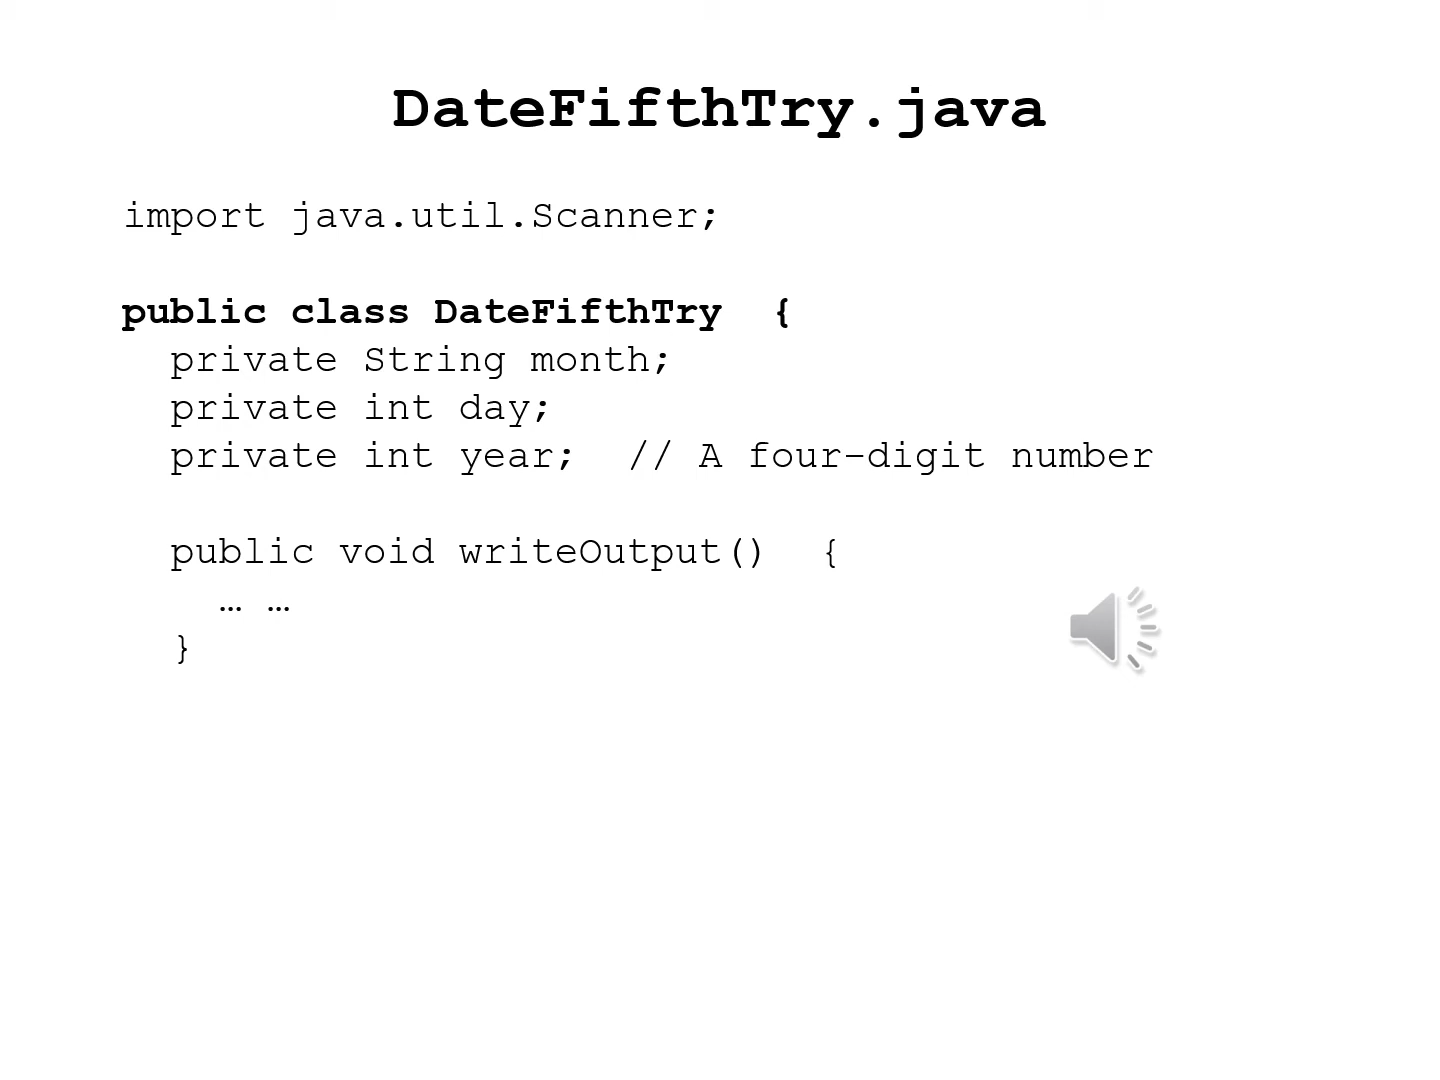 DateFifthTry.java
import java.util.Scanner;
public class DateFifthTry  {
private String month;
private int day;
private int year;  // A four-digit number
public void writeOutput()  {
… …
}